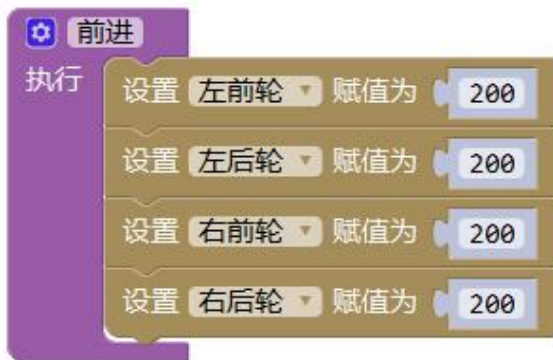 前进
执行
设置 左前轮 赋值为 200
设置 左后轮 赋值为 200
设置 右前轮 赋值为 200
设置 右后轮 赋值为 200